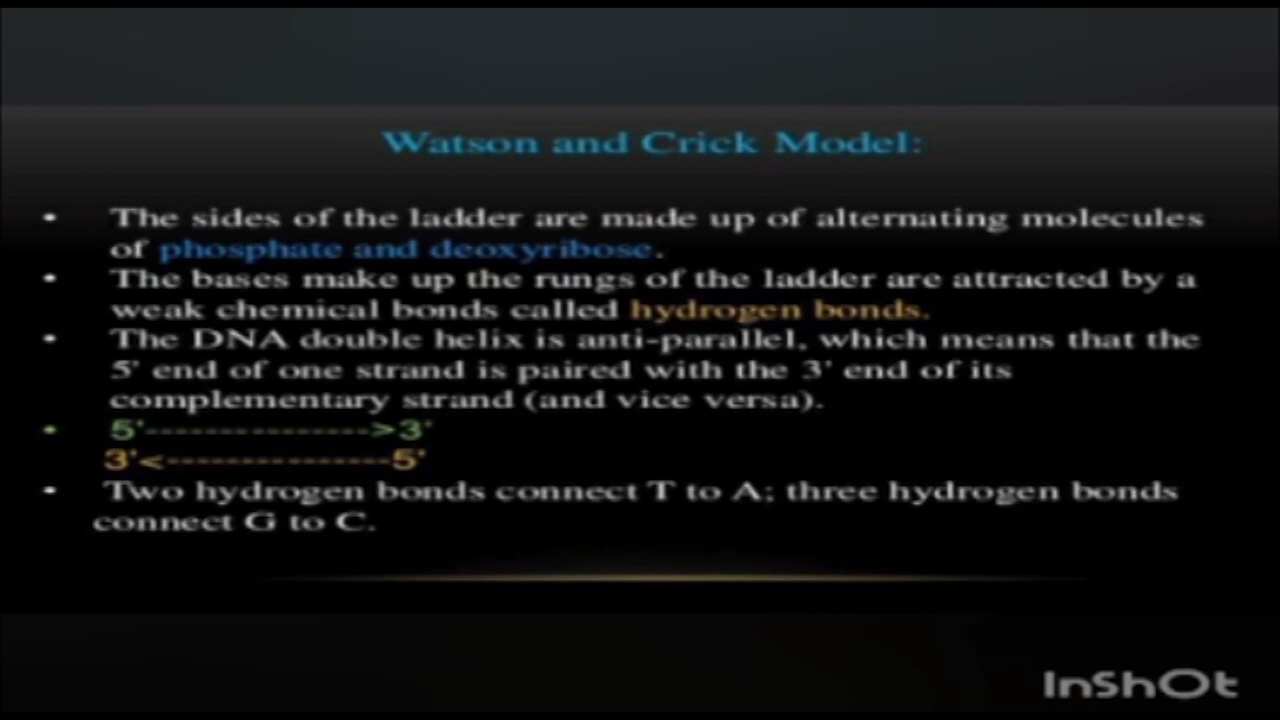 Watson and Crick Model:
• The sides of the ladder are made up of alternating molecules
of phosphate and deoxyribose.
• The bases make up the rungs of the ladder are attracted by a
weak chemical bonds called hydrogen bonds.
• The DNA double helix is anti-parallel, which means that the
5' end of one strand is paired with the 3' end of its
complementary strand (and vice versa).
• 5'---------------->3'
3'<----------------5'
• Two hydrogen bonds connect T to A; three hydrogen bonds
connect G to C.
InShOt